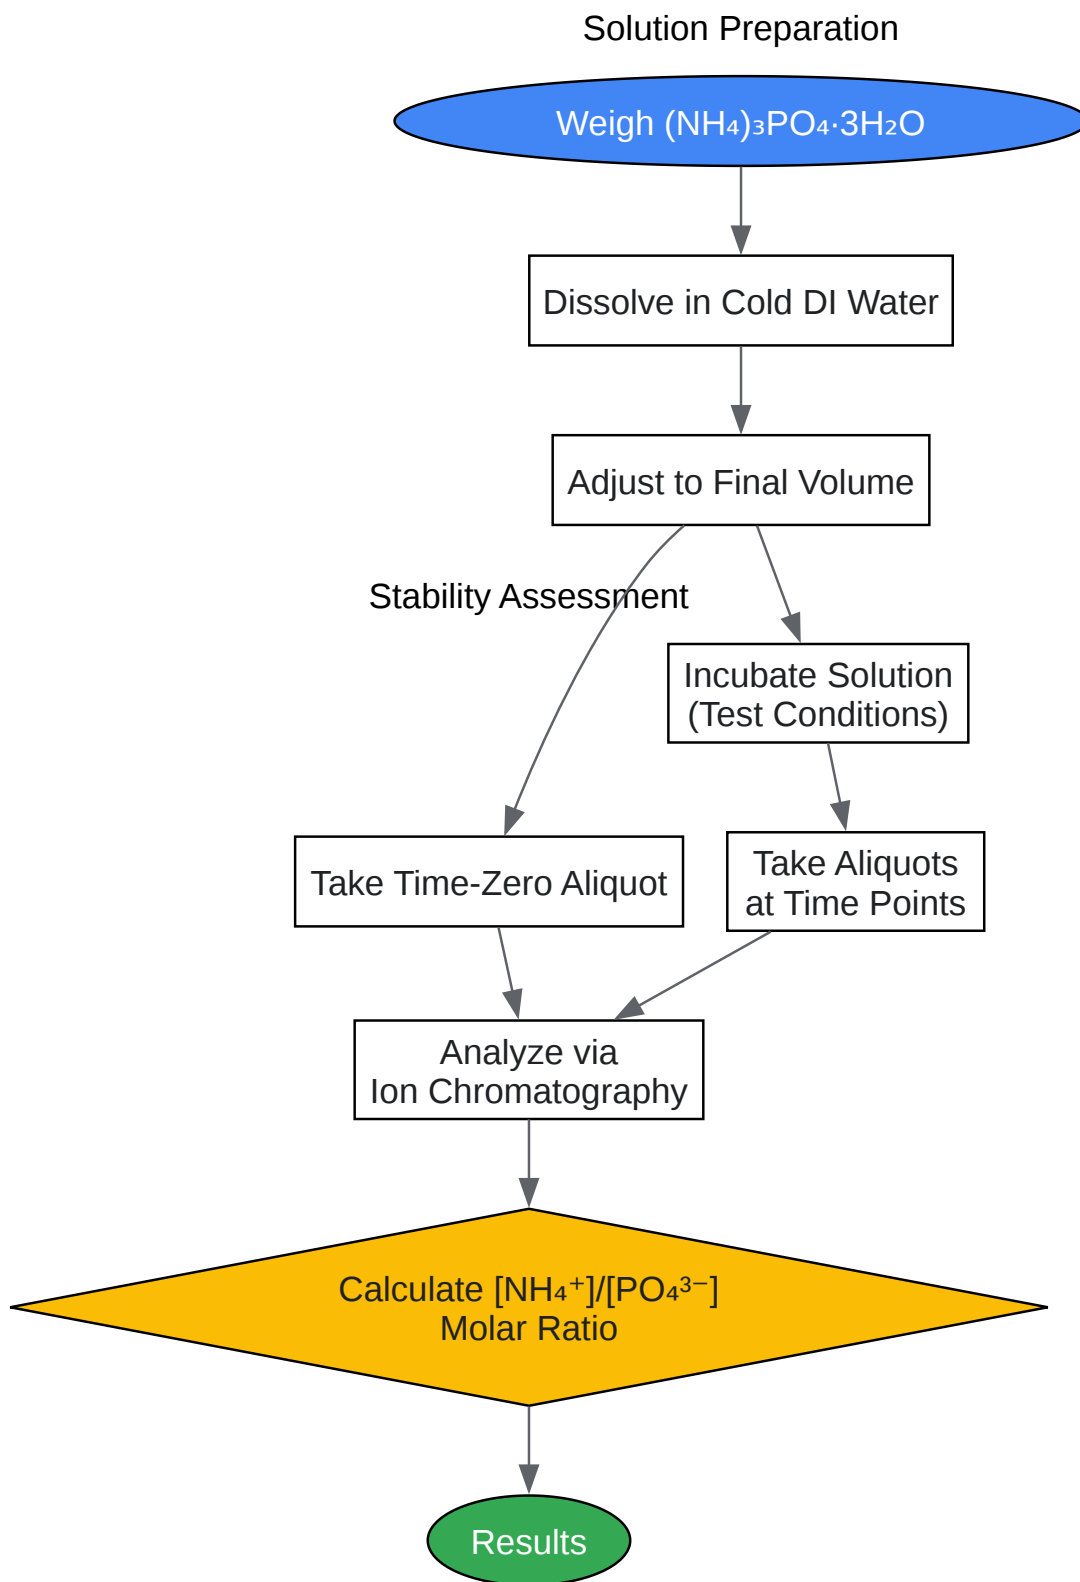 Solution Preparation
Weigh (NH₄)₃PO₄·3H₂O
Dissolve in Cold DI Water
Adjust to Final Volume
Stability Assessment
Incubate Solution
(Test Conditions)
Take Time-Zero Aliquot
Take Aliquots
at Time Points
Analyze via
Ion Chromatography
Calculate [NH₄⁺]/[PO₄³⁻]
Molar Ratio
Results